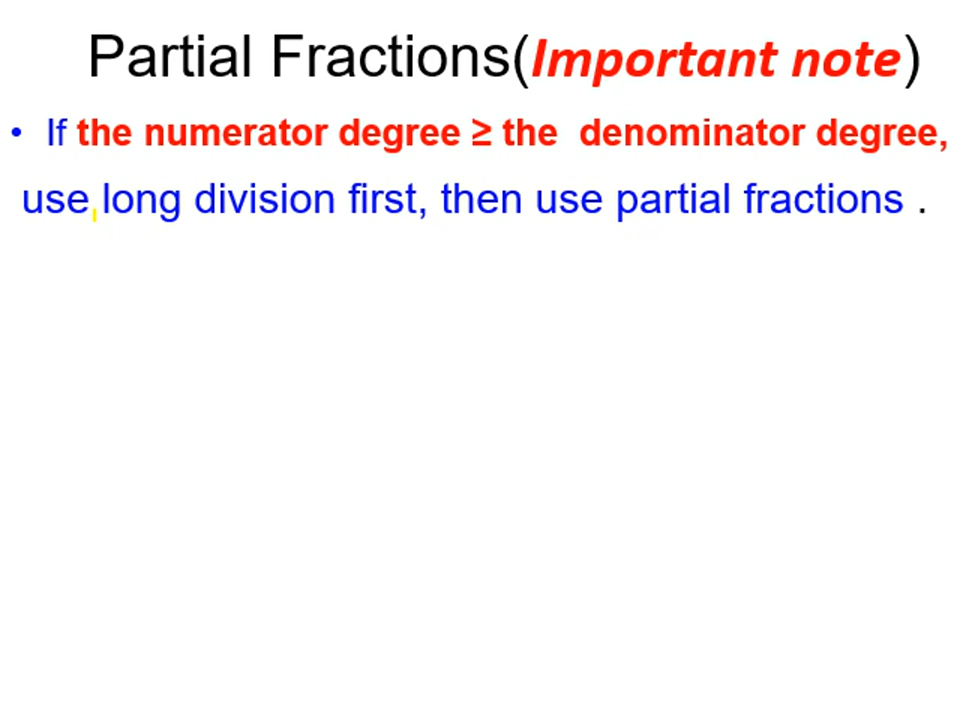 Partial Fractions(Important note)
• If the numerator degree ≥ the denominator degree,
use long division first, then use partial fractions .